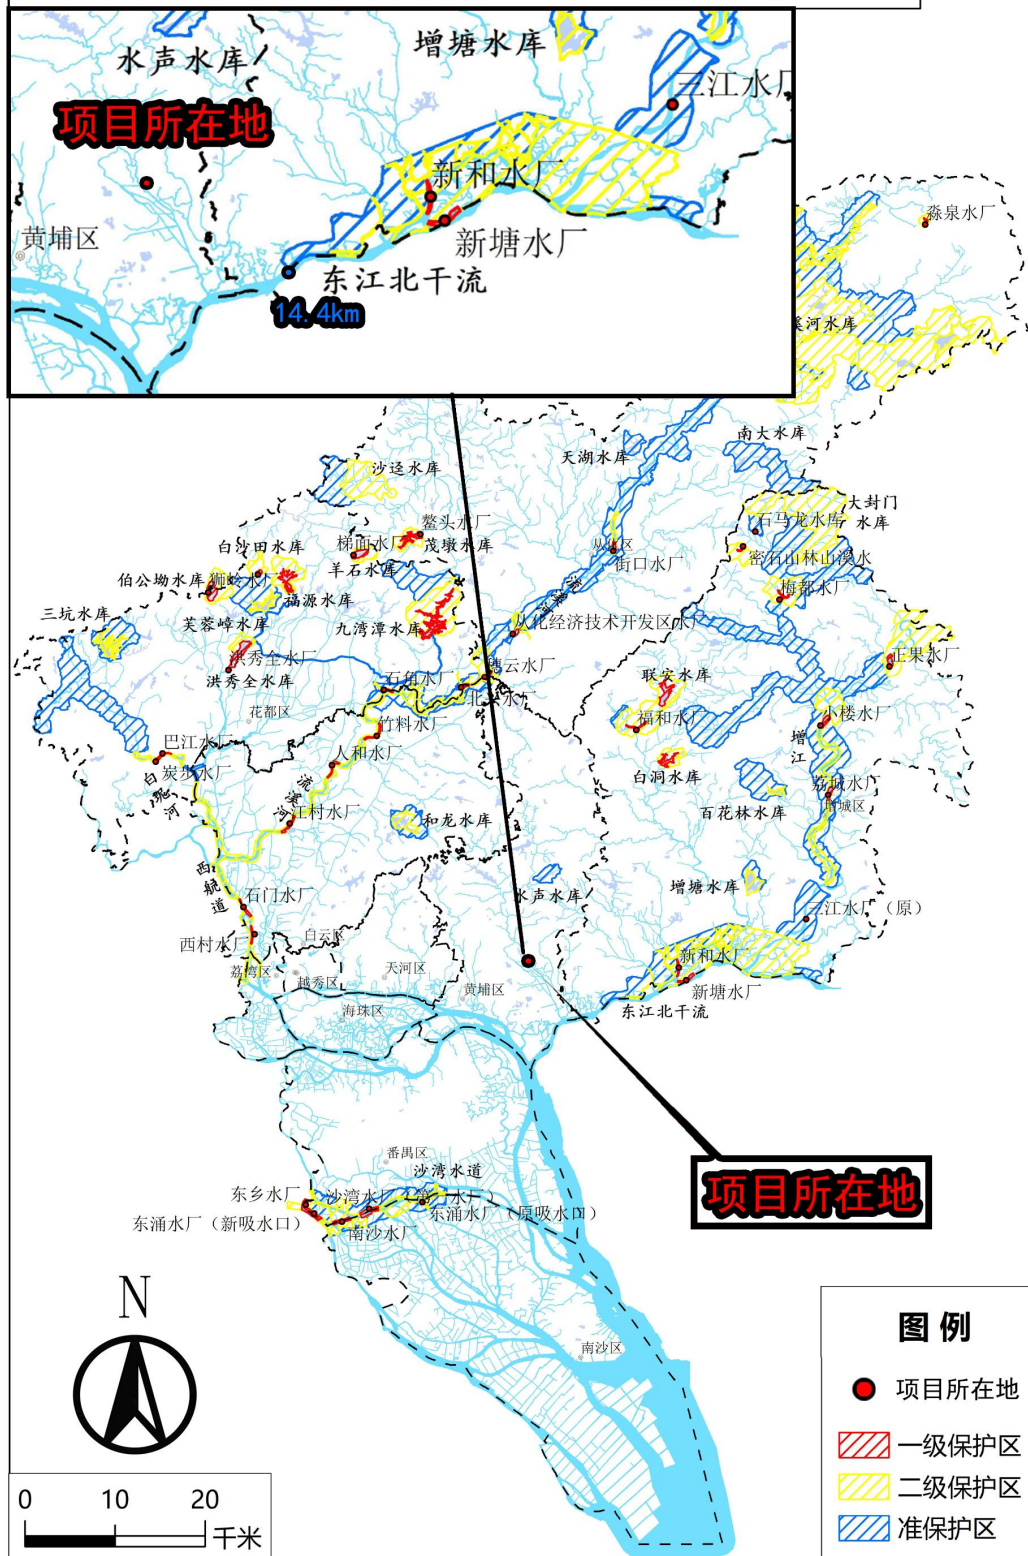 水声水库
增塘水库
三江水厂
项目所在地
新和水厂
黄埔区
新塘水厂
东江北干流
14.4km
淼泉水厂
溪河水库
南大水库
天湖水库
沙迳水库
大封门
水库
石马龙水库
鳌头水厂
梯面水厂
茂墩水库
白沙田水库
羊石水库
街口水厂
密石山林山溪水
伯公坳水库
狮岭水厂
福源水库
梅都水厂
三坑水库
芙蓉嶂水库
九湾潭水库
流溪河
从化经济技术开发区水厂
洪秀全水厂
洪秀全水库
穗云水厂
正果水厂
石角水厂
联安水库
花都区
竹料水厂
福和水厂
小楼水厂
增江
巴江水厂
炭步水厂
人和水厂
白坭河
流溪河
白洞水库
荔城水厂
增城区
江村水厂
和龙水库
百花林水库
西航道
石门水厂
水声水库
增塘水库
三江水厂（原）
西村水厂
白云区
荔湾区
越秀区
天河区
黄埔区
新和水厂
新塘水厂
海珠区
东江北干流
番禺区
沙湾水道
项目所在地
东乡水厂
沙湾水厂
东涌水厂（新吸水口）
东涌水厂（原吸水口）
南沙水厂
N
南沙区
图例
项目所在地
一级保护区
二级保护区
准保护区
0 10 20
千米